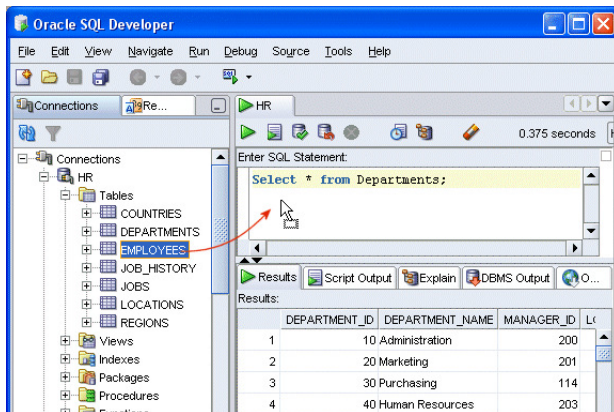 Oracle SQL Developer
File Edit View Navigate Run Debug Source Tools Help
Connections
Re...
HR
0.375 seconds
Connections
HR
Tables
COUNTRIES
DEPARTMENTS
EMPLOYEES
JOB_HISTORY
JOBS
LOCATIONS
REGIONS
Views
Indexes
Packages
Procedures
Enter SQL Statement:
Select * from Departments;
Results Script Output Explain DBMS Output O...
Results:
DEPARTMENT_ID DEPARTMENT_NAME MANAGER_ID
1 10 Administration 200
2 20 Marketing 201
3 30 Purchasing 114
4 40 Human Resources 203